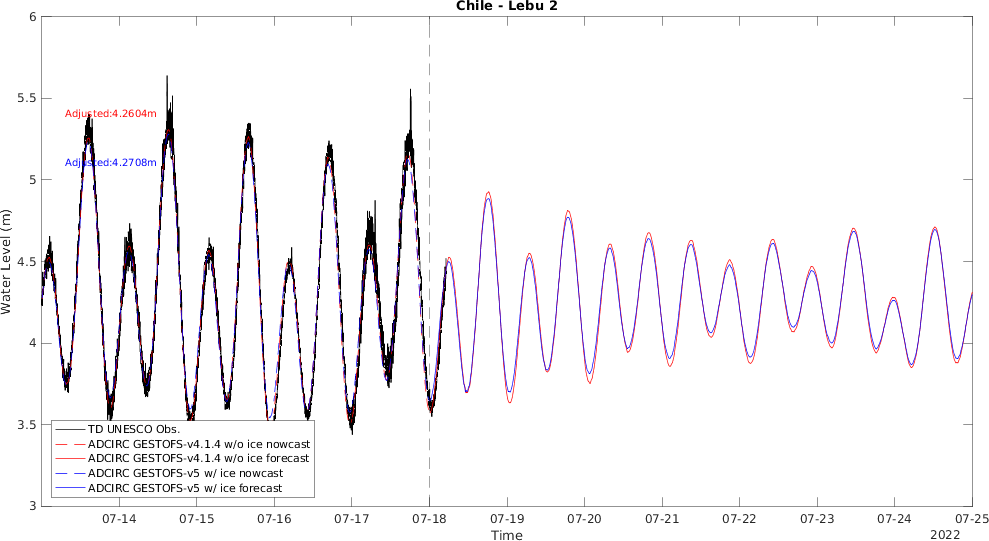 Chile - Lebu 2
6
5.5
5
4.5
4
3.5
3
Water Level (m)
Adjusted:4.2604m
Adjusted:4.2708m
TD UNESCO Obs.
ADCIRC GESTOFS-v4.1.4 w/o ice nowcast
ADCIRC GESTOFS-v4.1.4 w/o ice forecast
ADCIRC GESTOFS-v5 w/ ice nowcast
ADCIRC GESTOFS-v5 w/ ice forecast
07-14 07-15 07-16 07-17 07-18 07-19 07-20 07-21 07-22 07-23 07-24 07-25
Time
2022